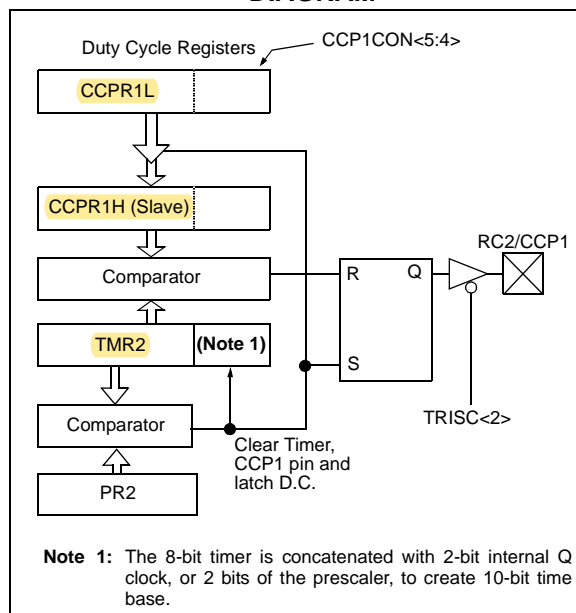 DIAGRAM
Duty Cycle Registers
CCP1CON<5:4>
CCPR1L
CCPR1H (Slave)
RC2/CCP1
Comparator
R
Q
TMR2
(Note 1)
S
Comparator
TRISC<2>
Clear Timer,
CCP1 pin and
latch D.C.
PR2
Note 1: The 8-bit timer is concatenated with 2-bit internal Q
clock, or 2 bits of the prescaler, to create 10-bit time
base.